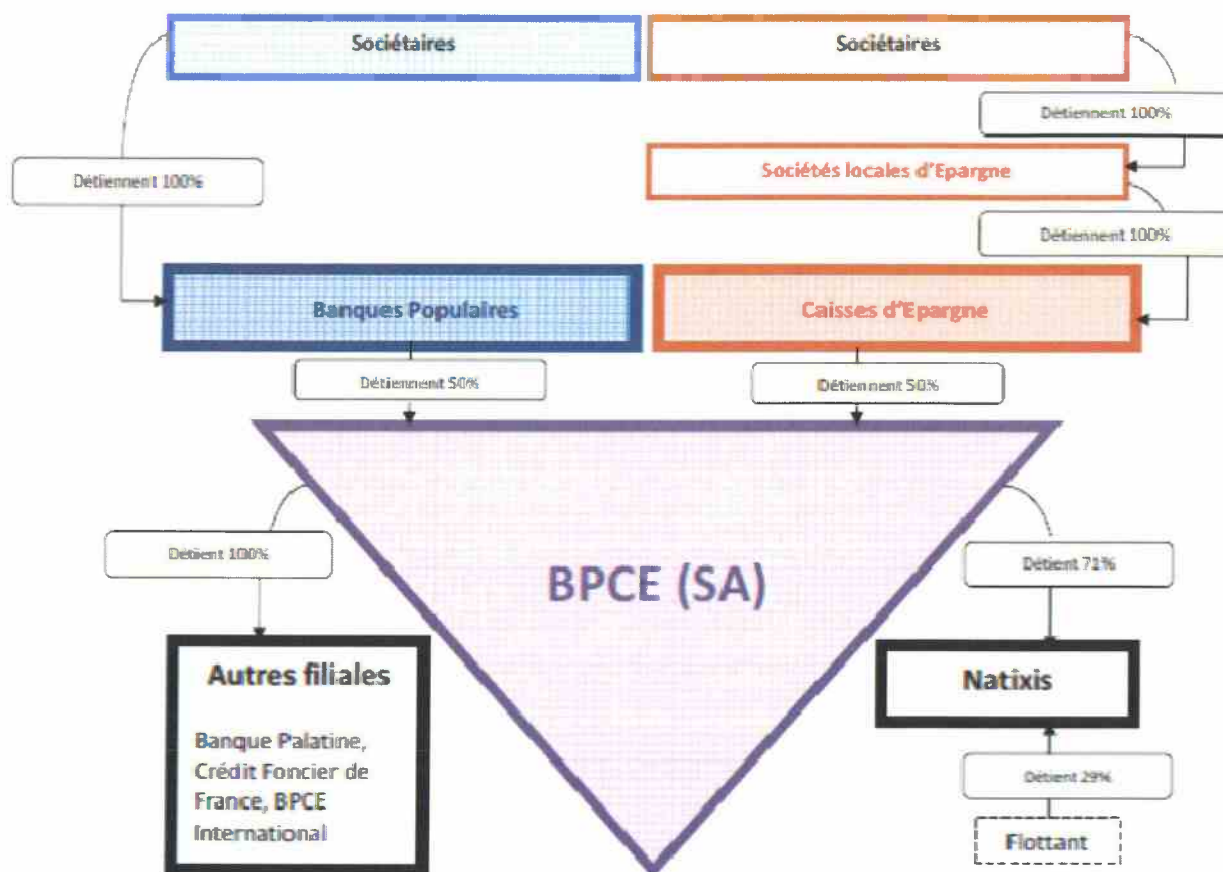 Sociétaires
Sociétaires
Détiennent 100%
Détiennent 100%
Sociétés locales d'Epargne
Détiennent 100%
Banques Populaires
Caisses d'Epargne
Détiennent 50%
Détiennent 50%
BPCE (SA)
Détient 100%
Détient 71%
Autres filiales
Banque Palatine,
Crédit Foncier de
France, BPCE
International
Natixis
Détient 29%
Flottant